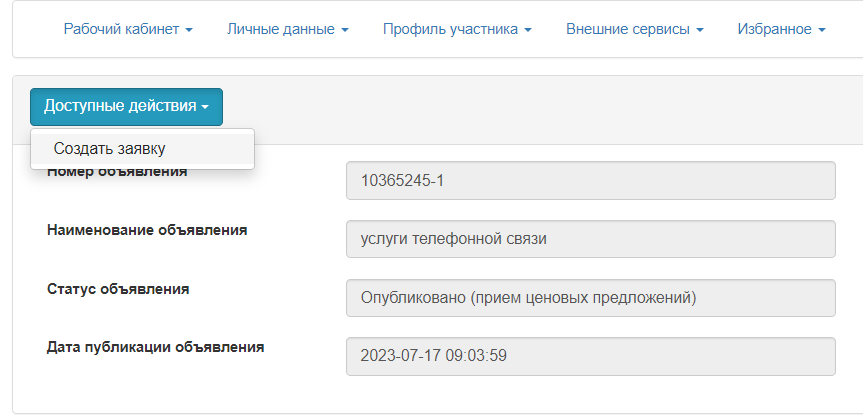 Рабочий кабинет Личные данные Профиль участника Внешние сервисы Избранное
Доступные действия
Создать заявку
Номер объявления 10365245-1
Наименование объявления услуги телефонной связи
Статус объявления Опубликовано (прием ценовых предложений)
Дата публикации объявления 2023-07-17 09:03:59